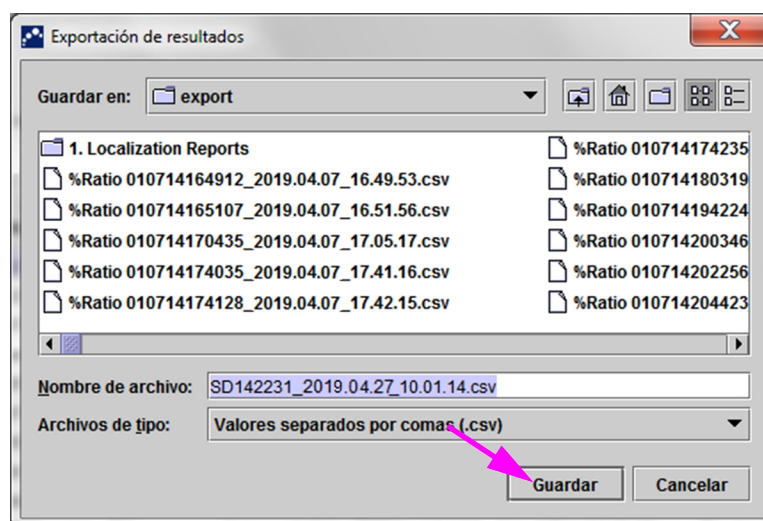 Exportación de resultados
Guardar en: export
1. Localization Reports
%Ratio 010714164912_2019.04.07_16.49.53.csv
%Ratio 010714165107_2019.04.07_16.51.56.csv
%Ratio 010714170435_2019.04.07_17.05.17.csv
%Ratio 010714174035_2019.04.07_17.41.16.csv
%Ratio 010714174128_2019.04.07_17.42.15.csv
%Ratio 010714174235
%Ratio 010714180319
%Ratio 010714194224
%Ratio 010714200346
%Ratio 010714202256
%Ratio 010714204423
Nombre de archivo: SD142231_2019.04.27_10.01.14.csv
Archivos de tipo: Valores separados por comas (.csv)
Guardar Cancelar